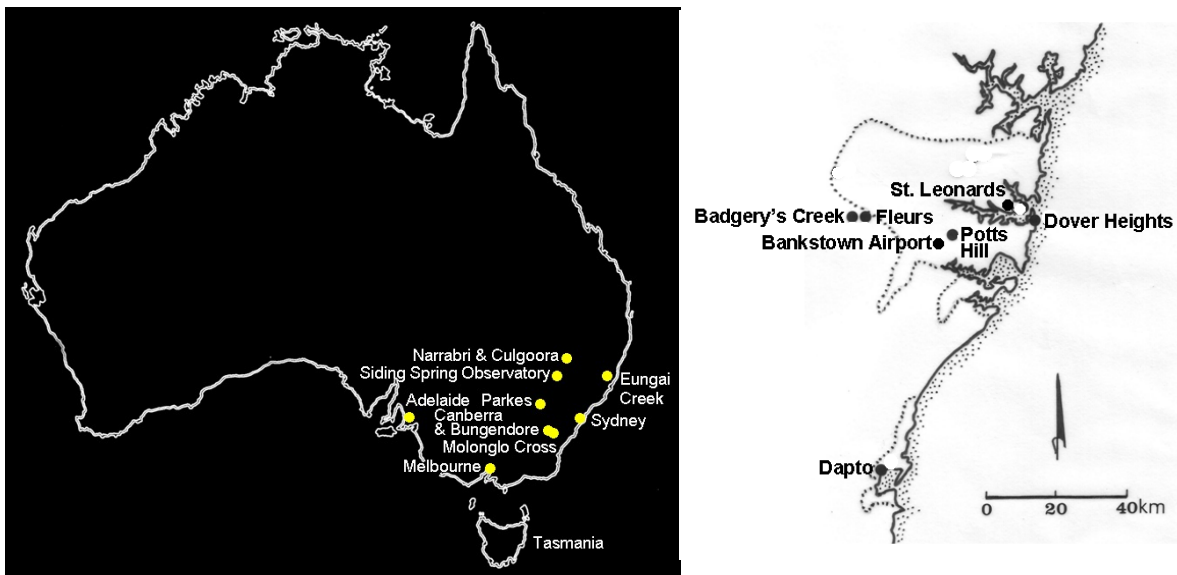 Narrabri & Culgoora
Siding Spring Observatory
Eungai
Creek
Adelaide Parkes
Canberra
Sydney
& Bungendore
Molonglo Cross
Melbourne
Tasmania
St. Leonards
Badgery's Creek Fleurs
Dover Heights
Bankstown Airport
Potts
Hill
Dapto
0 20 40km